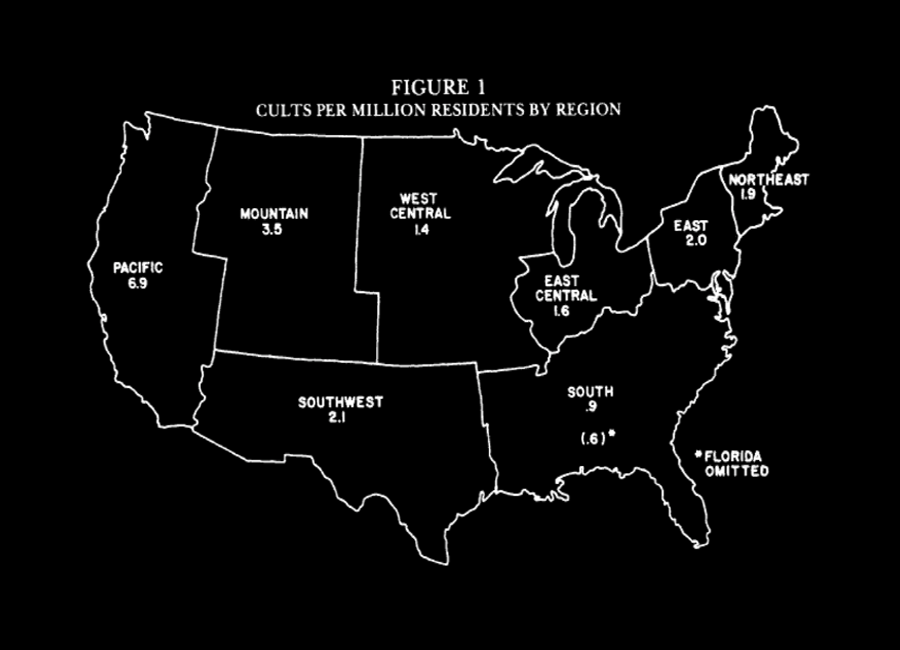 FIGURE 1
CULTS PER MILLION RESIDENTS BY REGION
NORTHEAST
1.9
WEST
CENTRAL
1.4
MOUNTAIN
3.5
EAST
2.0
PACIFIC
6.9
EAST
CENTRAL
1.6
SOUTHWEST
2.1
SOUTH
.9
(.6)*
*FLORIDA
OMITTED